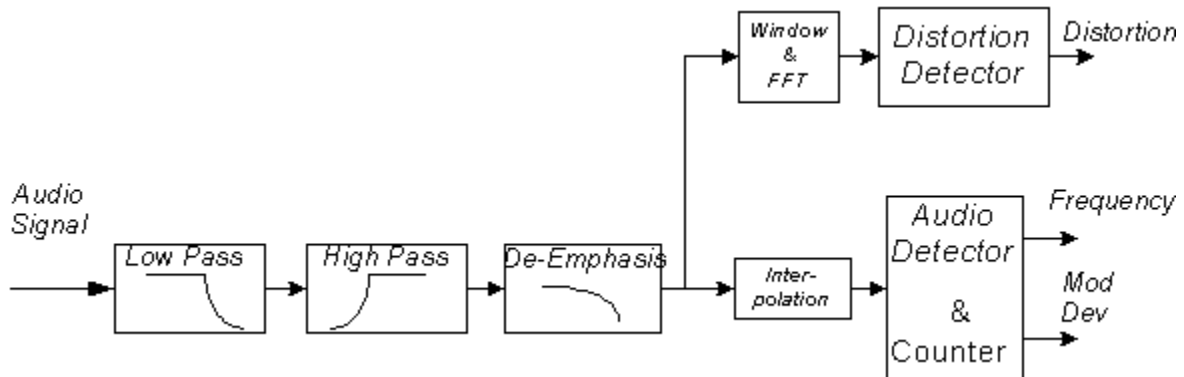 Window
&
FFT
Distortion
Detector
Distortion
Audio
Signal
Low Pass
High Pass
De-Emphasis
Inter-
polation
Audio
Detector
&
Counter
Frequency
Mod
Dev